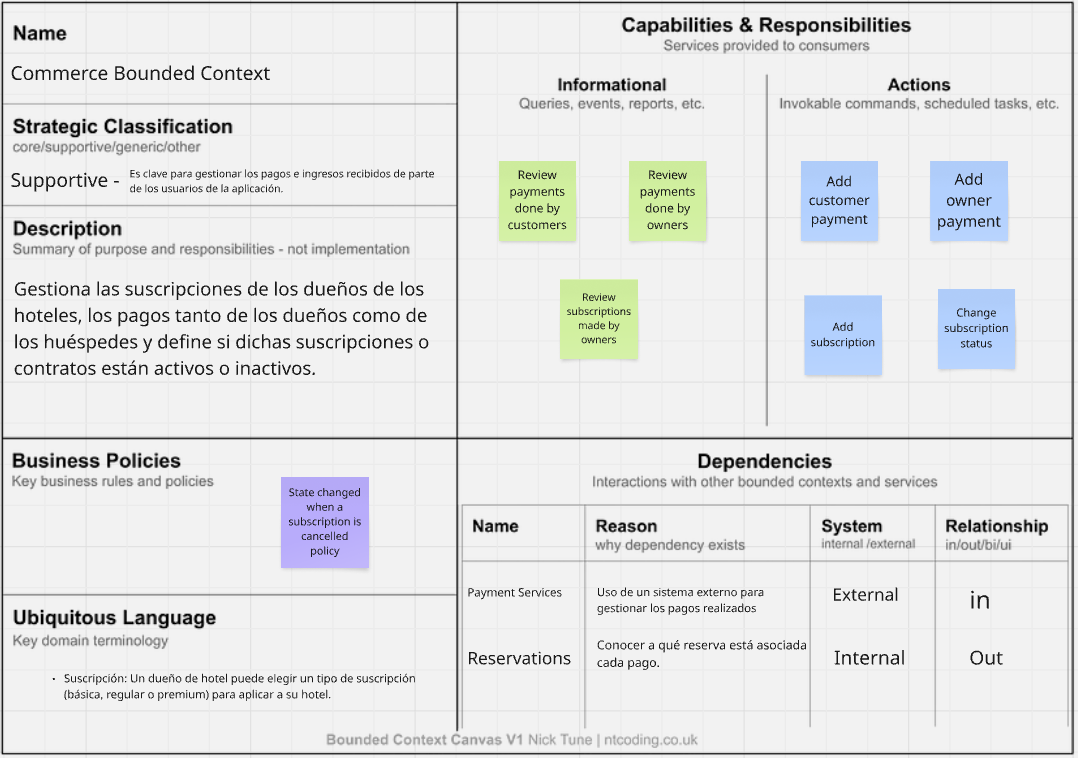 Name
Commerce Bounded Context
Strategic Classification
core/supportive/generic/other
Supportive - Es clave para gestionar los pagos e ingresos recibidos de parte
de los usuarios de la aplicación.
Description
Summary of purpose and responsibilities - not implementation
Gestiona las suscripciones de los dueños de los
hoteles, los pagos tanto de los dueños como de
los huéspedes y define si dichas suscripciones o
contratos están activos o inactivos.
Capabilities & Responsibilities
Services provided to consumers
Informational
Queries, events, reports, etc.
Review
payments
done by
customers
Review
payments
done by
owners
Review
subscriptions
made by
owners
Actions
Invokable commands, scheduled tasks, etc.
Add
customer
payment
Add
owner
payment
Add
subscription
Change
subscription
status
Business Policies
Key business rules and policies
State changed
when a
subscription is
cancelled
policy
Ubiquitous Language
Key domain terminology
• Suscripción: Un dueño de hotel puede elegir un tipo de suscripción
(básica, regular o premium) para aplicar a su hotel.
Dependencies
Interactions with other bounded contexts and services
Name
Reason
why dependency exists
System
internal /external
Relationship
in/out/bi/ui
Payment Services
Uso de un sistema externo para
gestionar los pagos realizados
External
in
Reservations
Conocer a qué reserva está asociada
cada pago.
Internal
Out
Bounded Context Canvas V1 Nick Tune | ntcoding.co.uk